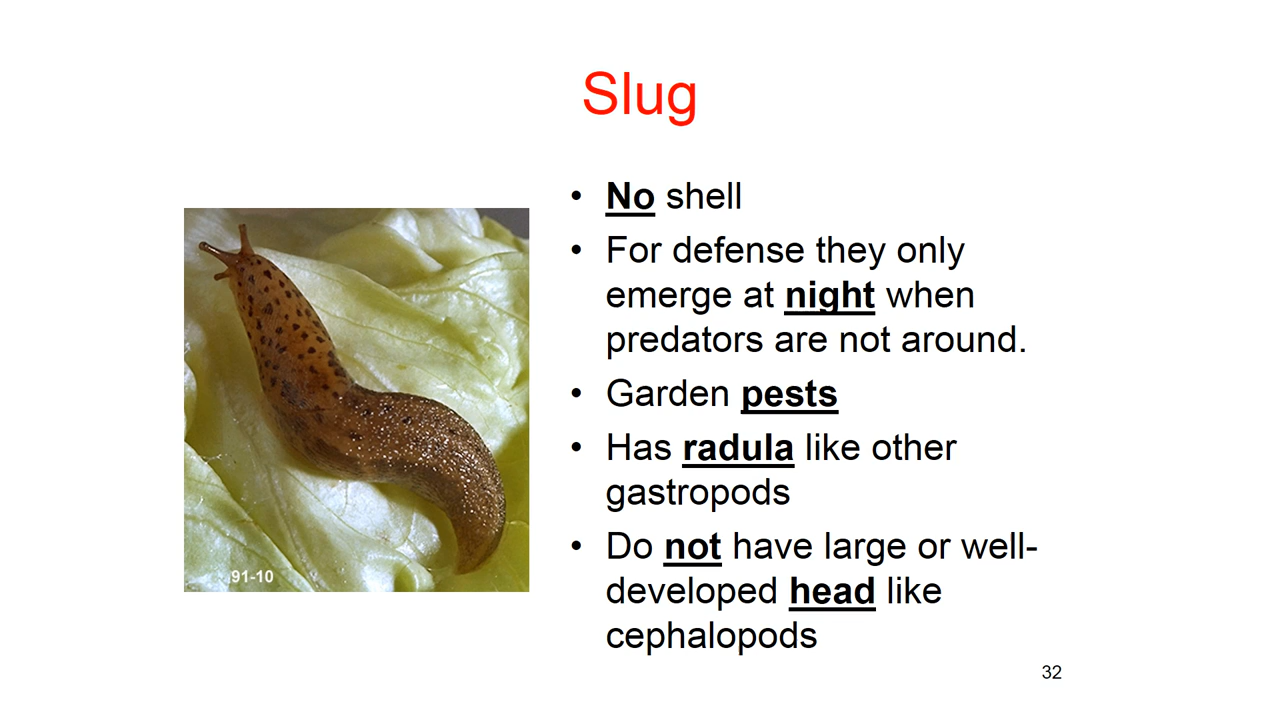 Slug
• No shell
• For defense they only
emerge at night when
predators are not around.
• Garden pests
• Has radula like other
gastropods
• Do not have large or well-
developed head like
cephalopods
91-10
32